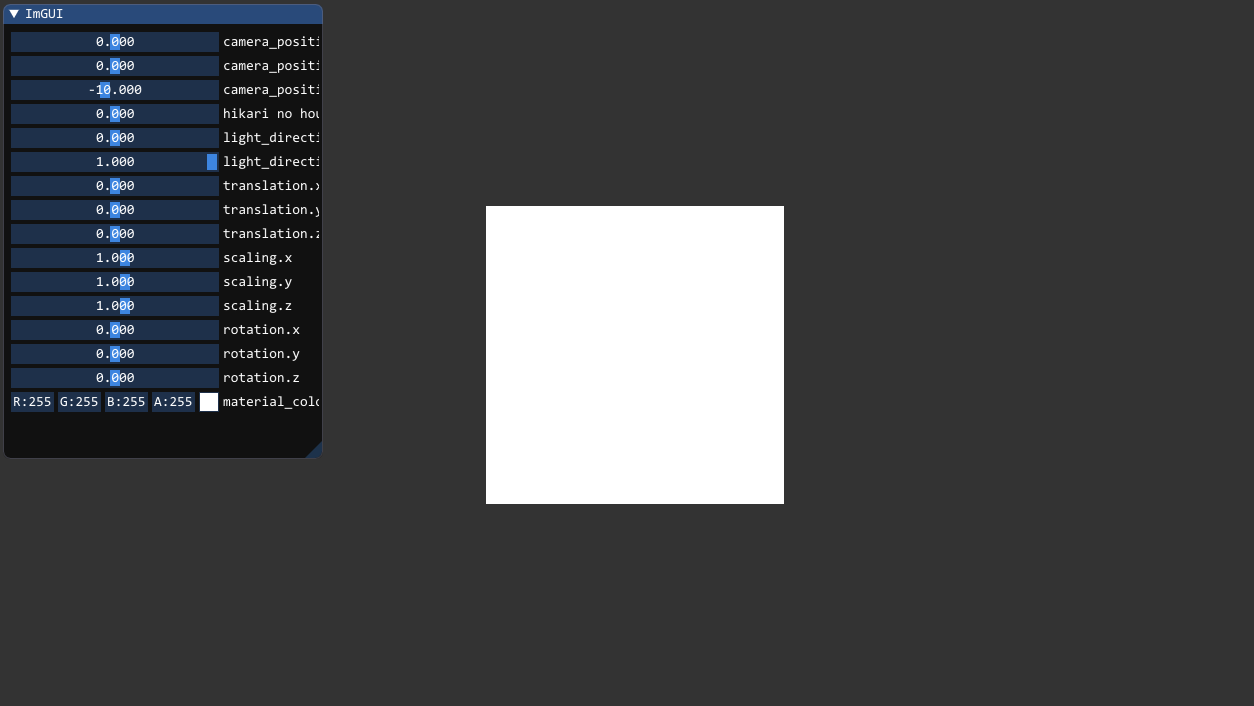 ImGUI
0.000 camera_positi
0.000 camera_positi
-10.000 camera_positi
0.000 hikari no hou
0.000 light_directi
1.000 light_directi
0.000 translation.x
0.000 translation.y
0.000 translation.z
1.000 scaling.x
1.000 scaling.y
1.000 scaling.z
0.000 rotation.x
0.000 rotation.y
0.000 rotation.z
R:255 G:255 B:255 A:255 material_colo